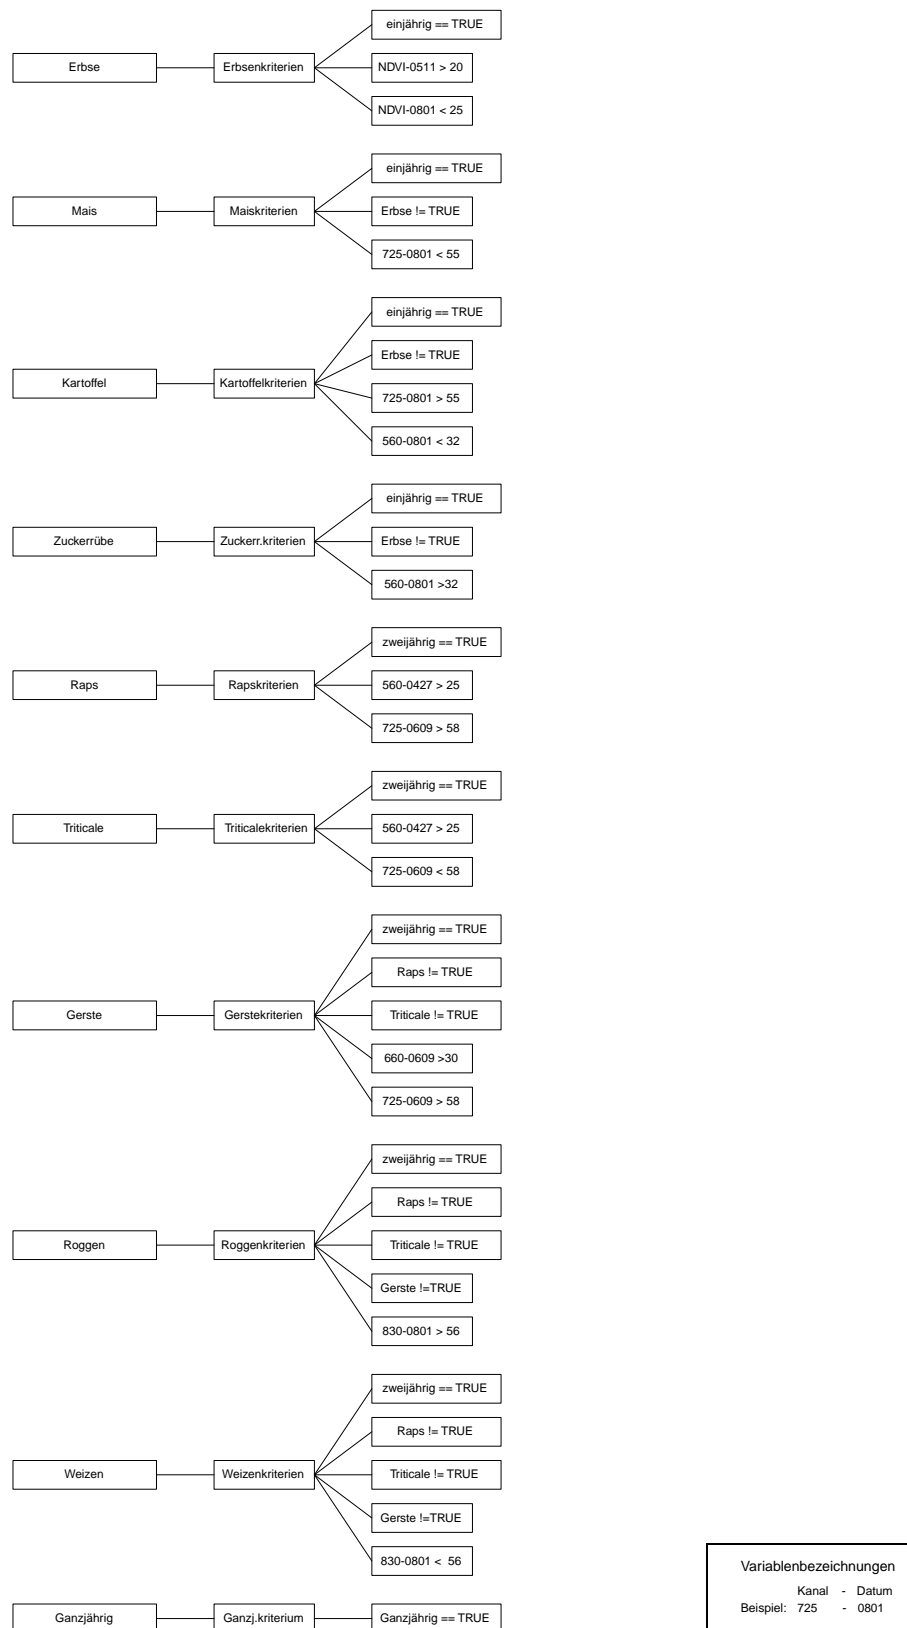 einjährig == TRUE
Erbse
Erbsenkriterien
NDVI-0511 > 20
NDVI-0801 < 25
einjährig == TRUE
Mais
Maiskriterien
Erbse != TRUE
725-0801 < 55
einjährig == TRUE
Erbse != TRUE
Kartoffel
Kartoffelkriterien
725-0801 > 55
560-0801 < 32
einjährig == TRUE
Zuckerrübe
Zuckerr.kriterien
Erbse != TRUE
560-0801 >32
zweijährig == TRUE
Raps
Rapskriterien
560-0427 > 25
725-0609 > 58
zweijährig == TRUE
Triticale
Triticalekriterien
560-0427 > 25
725-0609 < 58
zweijährig == TRUE
Raps != TRUE
Gerste
Gerstekriterien
Triticale != TRUE
660-0609 >30
725-0609 > 58
zweijährig == TRUE
Raps != TRUE
Roggen
Roggenkriterien
Triticale != TRUE
Gerste !=TRUE
830-0801 > 56
zweijährig == TRUE
Raps != TRUE
Weizen
Weizenkriterien
Triticale != TRUE
Gerste !=TRUE
830-0801 < 56
Ganzjährig
Ganzj.kriterium
Ganzjährig == TRUE
Variablenbezeichnungen
Kanal - Datum
Beispiel: 725 - 0801